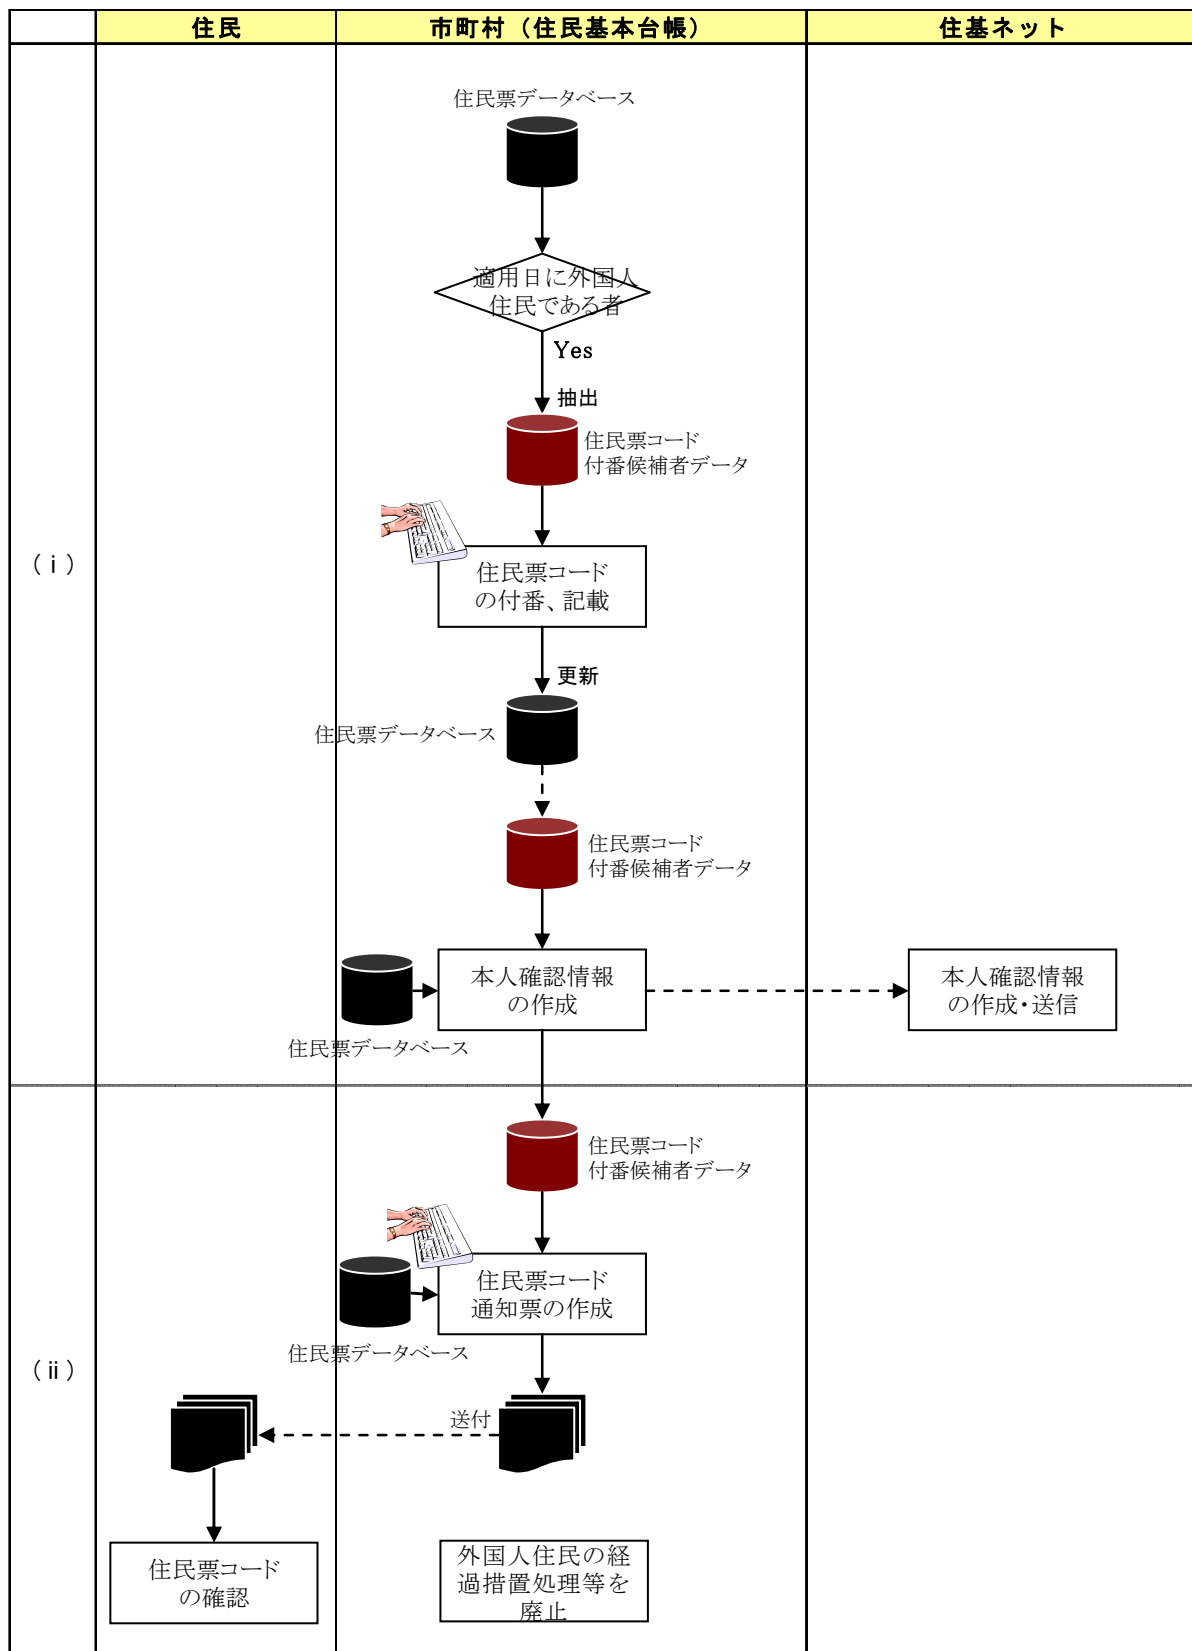 住民
市町村（住民基本台帳）
住基ネット
住民票データベース
適用日に外国人
住民である者
Yes
抽出
住民票コード
付番候補者データ
（ⅰ）
住民票コード
の付番、記載
更新
住民票データベース
住民票コード
付番候補者データ
本人確認情報
の作成
本人確認情報
の作成・送信
住民票データベース
住民票コード
付番候補者データ
住民票コード
通知票の作成
住民票データベース
（ⅱ）
送付
住民票コード
の確認
外国人住民の経
過措置処理等を
廃止